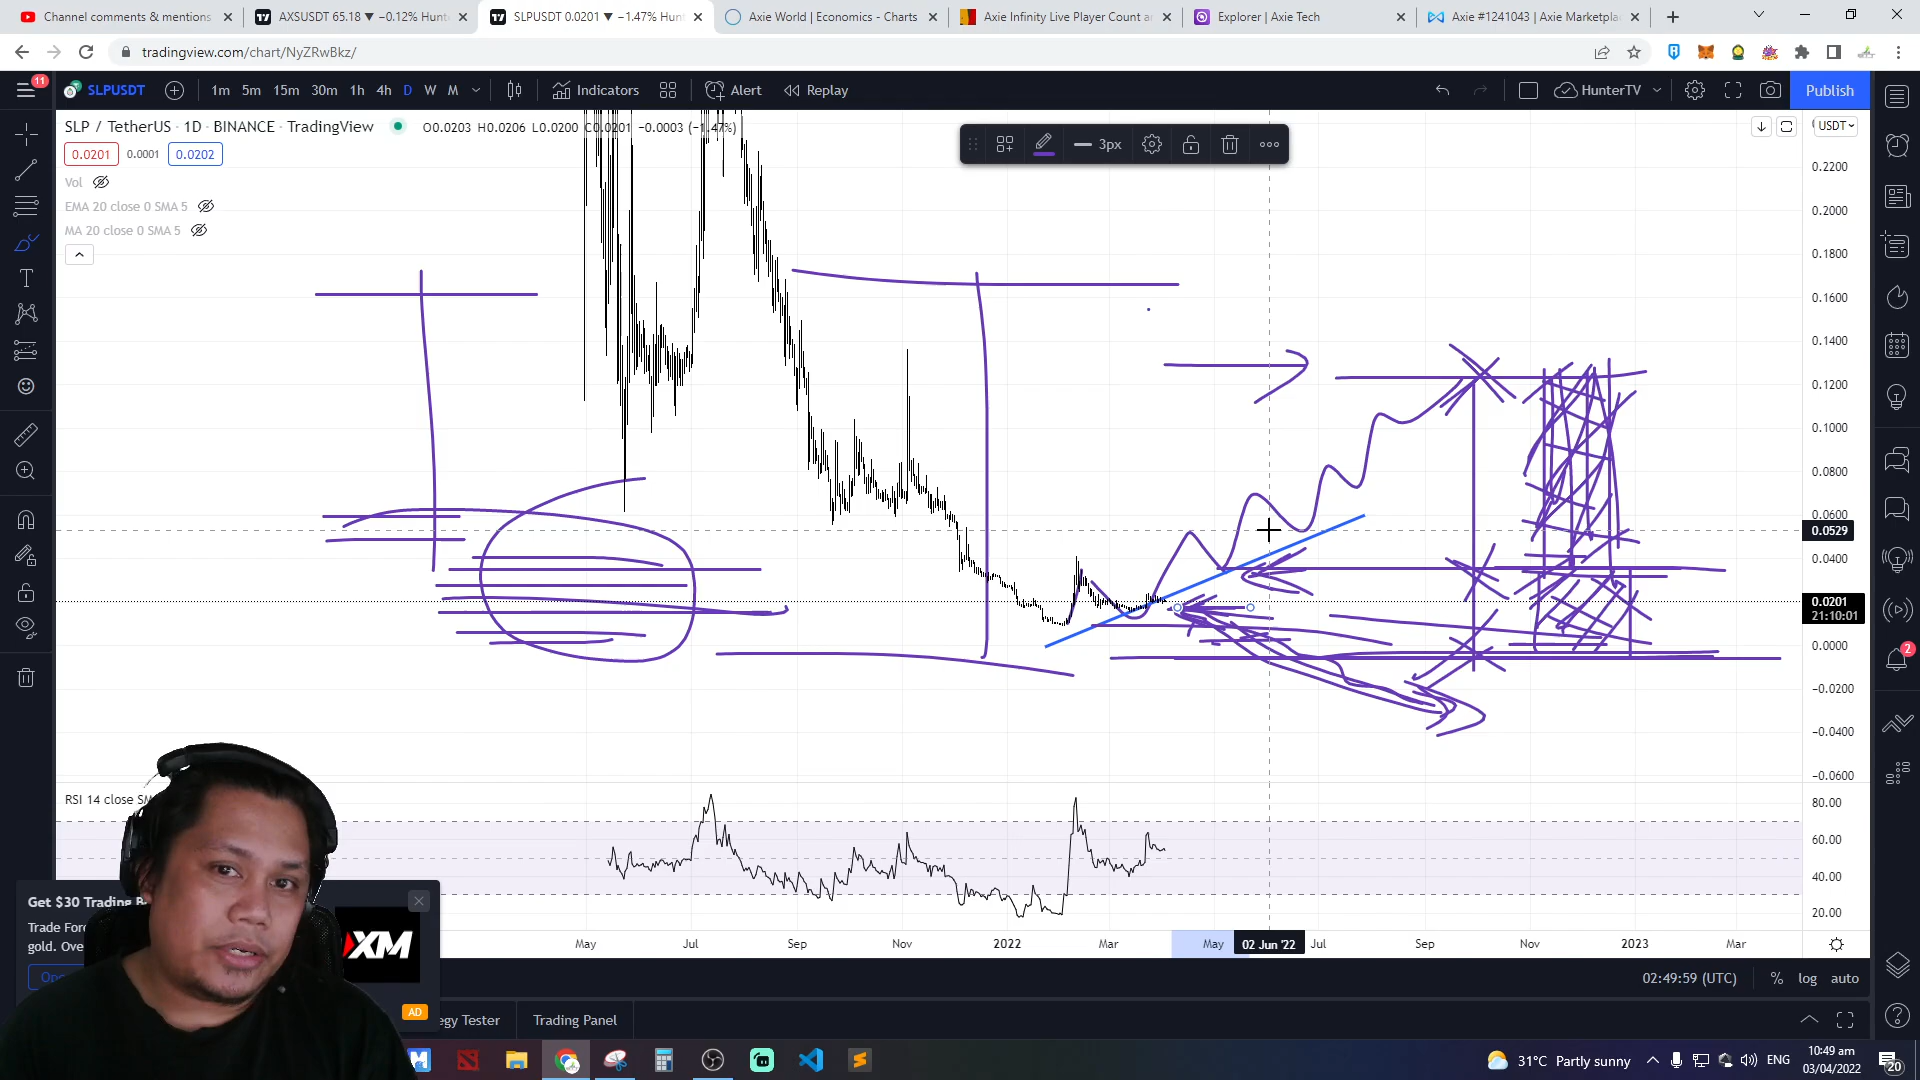 Channel comments & mentions
AXSUSDT 65.18 ▼ −0.12% Hunt
SLPUSDT 0.0201 ▼ −1.47% Hun
Axie World | Economics - Charts
Axie Infinity Live Player Count a
Explorer | Axie Tech
Axie #1241043 | Axie Marketpla
tradingview.com/chart/NyZRwBkz/
11
SLPUSDT
1m 5m 15m 30m 1h 4h D W M
Indicators
Alert
Replay
HunterTV
Publish
SLP / TetherUS · 1D · BINANCE · TradingView
O0.0203 H0.0206 L0.0200 C0.0201 −0.0003 (−1.47%)
0.0201 0.0001 0.0202
Vol
EMA 20 close 0 SMA 5
MA 20 close 0 SMA 5
3px
USDT
0.2200
0.2000
0.1800
0.1600
0.1400
0.1200
0.1000
0.0800
0.0600
0.0529
0.0400
0.0201
21:10:01
0.0000
−0.0200
−0.0400
−0.0600
2
RSI 14 close SM
80.00
60.00
40.00
20.00
May Jul Sep Nov 2022 Mar May 02 Jun '22 Jul Sep Nov 2023 Mar
Get $30 Trading B
Trade Fore
gold. Ove
XM
AD
02:49:59 (UTC) % log auto
egy Tester
Trading Panel
31°C Partly sunny
ENG
10:49 am
03/04/2022
20